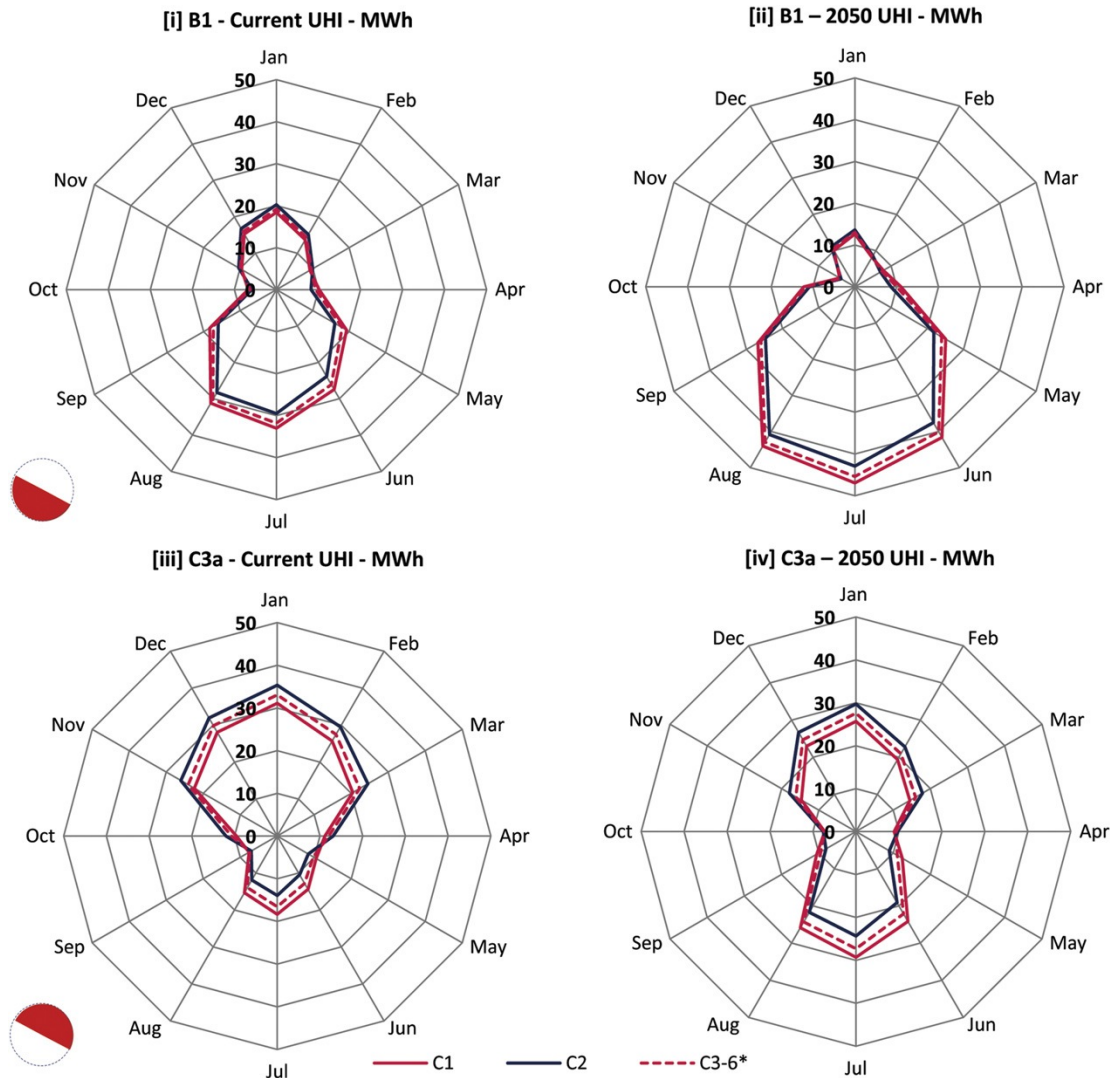 [i] B1 - Current UHI - MWh
Jan
Feb
Mar
Apr
May
Jun
Jul
Aug
Sep
Oct
Nov
Dec
50
40
30
20
10
0
[ii] B1 – 2050 UHI - MWh
Jan
Feb
Mar
Apr
May
Jun
Jul
Aug
Sep
Oct
Nov
Dec
50
40
30
20
10
0
[iii] C3a - Current UHI - MWh
Jan
Feb
Mar
Apr
May
Jun
Jul
Aug
Sep
Oct
Nov
Dec
50
40
30
20
10
0
[iv] C3a – 2050 UHI - MWh
Jan
Feb
Mar
Apr
May
Jun
Jul
Aug
Sep
Oct
Nov
Dec
50
40
30
20
10
0
C1 C2 C3-6*